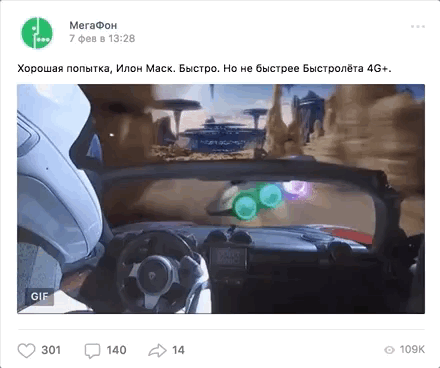 МегаФон
7 фев в 13:28
Хорошая попытка, Илон Маск. Быстро. Но не быстрее Быстролёта 4G+.
GIF
301
140
14
109K